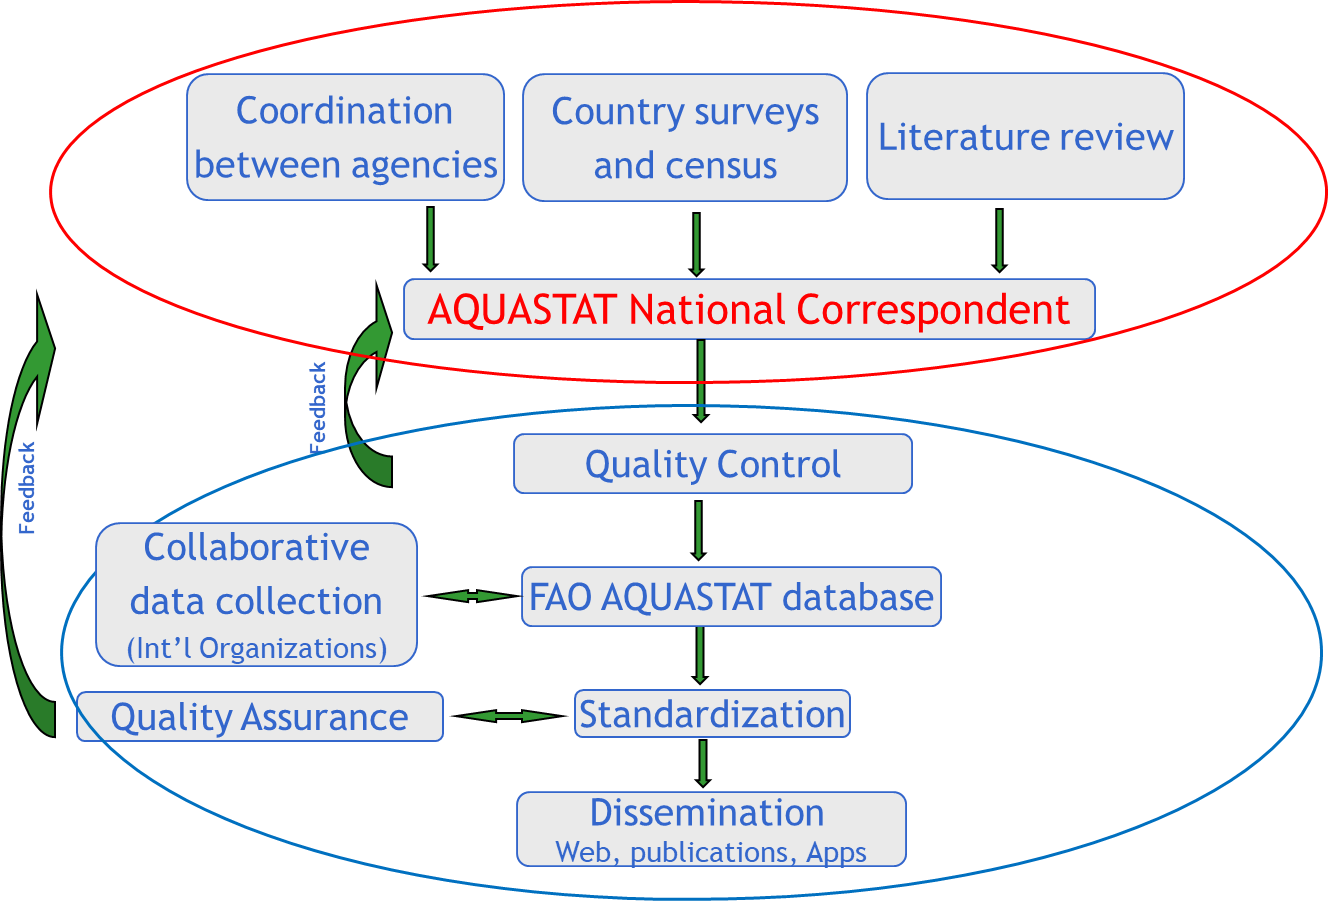 Coordination
between agencies
Country surveys
and census
Literature review
AQUASTAT National Correspondent
Feedback
Feedback
Quality Control
Collaborative
data collection
(Int’l Organizations)
FAO AQUASTAT database
Quality Assurance
Standardization
Dissemination
Web, publications, Apps